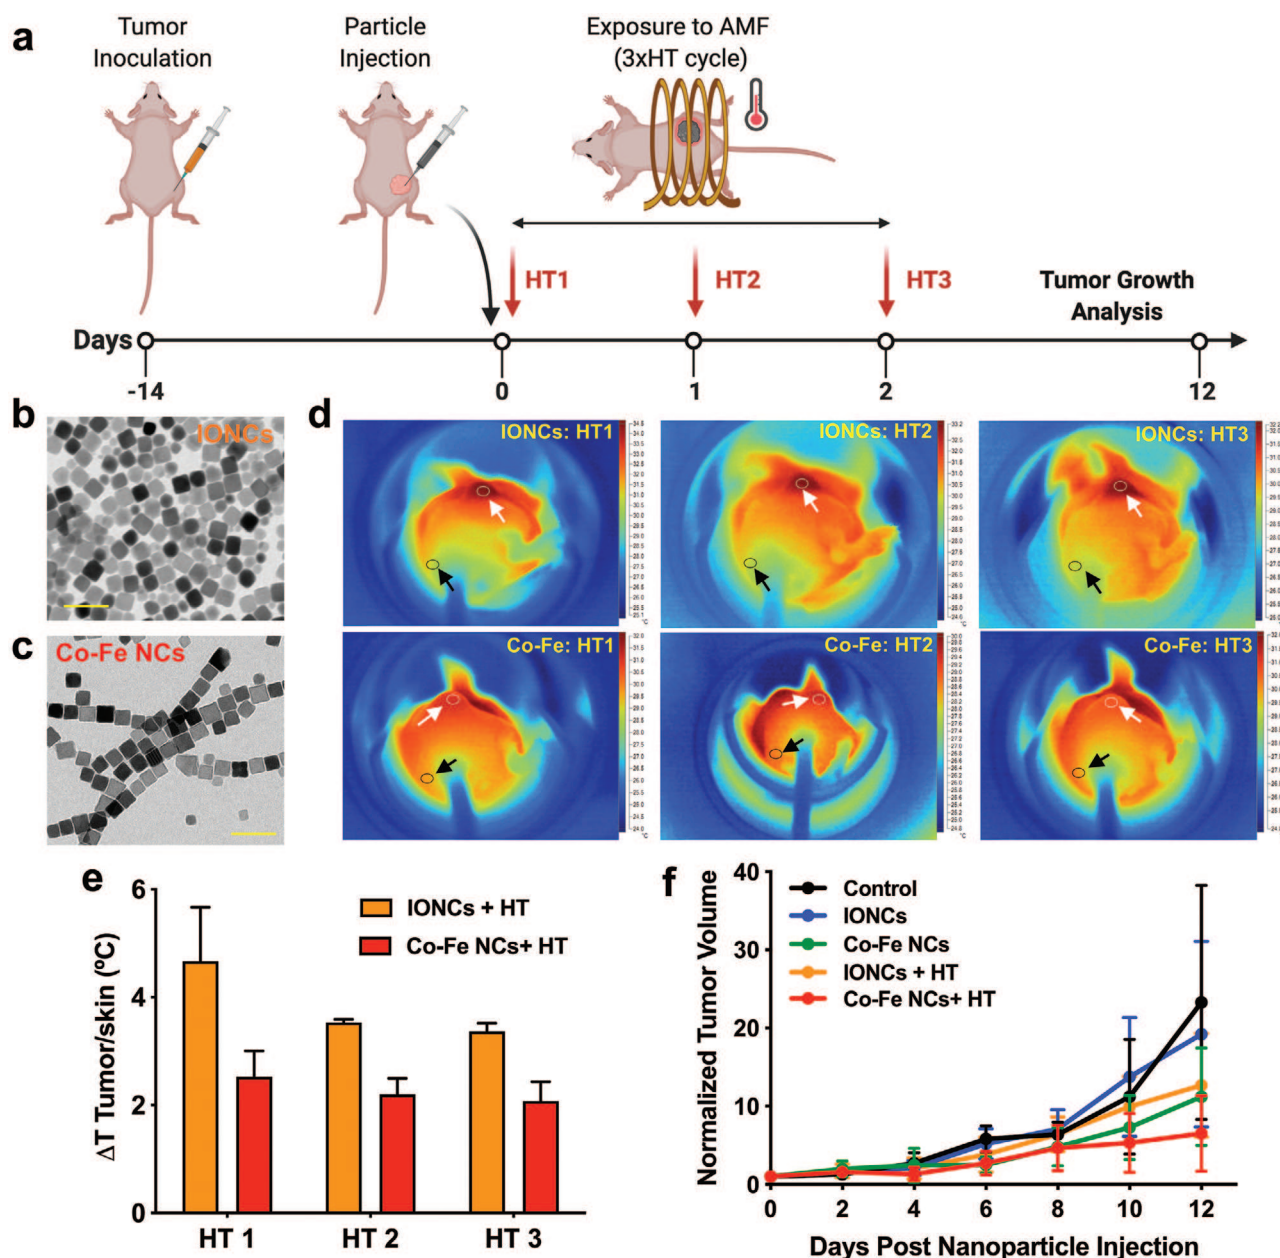 a
Tumor
Inoculation
Particle
Injection
Exposure to AMF
(3xHT cycle)
HT1
HT2
HT3
Tumor Growth
Analysis
Days
-14
0
1
2
12
b
IONCs
c
Co-Fe NCs
d
IONCs: HT1
IONCs: HT2
IONCs: HT3
Co-Fe: HT1
Co-Fe: HT2
Co-Fe: HT3
e
ΔT Tumor/skin (ºC)
6
4
2
0
IONCs + HT
Co-Fe NCs+ HT
HT 1
HT 2
HT 3
f
Normalized Tumor Volume
40
30
20
10
0
Control
IONCs
Co-Fe NCs
IONCs + HT
Co-Fe NCs+ HT
0 2 4 6 8 10 12
Days Post Nanoparticle Injection